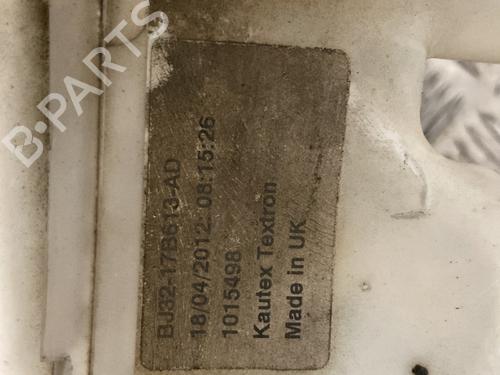 B-PARTS
BJ32-17B613-AD
18/04/2012 08:15:26
1015498
Kautex Textron
Made in UK